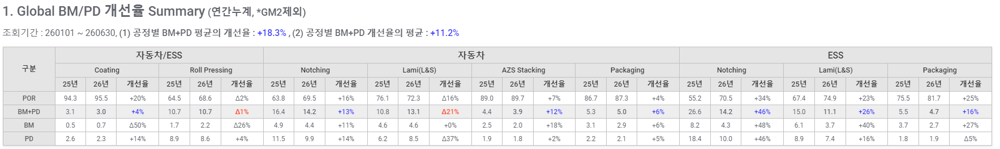 1. Global BM/PD 개선율 Summary (연간누계, *GM2제외)
조회기간 : 260101 ~ 260630, (1) 공정별 BM+PD 평균의 개선율 : +18.3% , (2) 공정별 BM+PD 개선율의 평균 : +11.2%
구분 자동차/ESS 자동차 ESS
Coating Roll Pressing Notching Lami(L&S) AZS Stacking Packaging Notching Lami(L&S) Packaging
25년 26년 개선율 25년 26년 개선율 25년 26년 개선율 25년 26년 개선율 25년 26년 개선율 25년 26년 개선율 25년 26년 개선율 25년 26년 개선율 25년 26년 개선율
POR 94.3 95.5 +20% 64.5 68.6 Δ2% 63.8 69.5 +16% 76.1 72.3 Δ16% 89.0 89.7 +7% 86.7 87.3 +4% 55.2 70.5 +34% 67.4 74.9 +23% 75.5 81.7 +25%
BM+PD 3.1 3.0 +4% 10.7 10.7 Δ1% 16.4 14.2 +13% 10.8 13.1 Δ21% 4.4 3.9 +12% 5.3 5.0 +6% 26.6 14.2 +46% 15.0 11.1 +26% 5.5 4.7 +16%
BM 0.5 0.7 Δ50% 1.7 2.2 Δ26% 4.9 4.4 +11% 4.6 4.6 +0% 2.5 2.0 +18% 3.1 2.9 +6% 8.2 4.3 +48% 6.1 3.7 +40% 3.7 2.7 +27%
PD 2.6 2.3 +14% 8.9 8.6 +4% 11.5 9.9 +14% 6.2 8.5 Δ37% 1.9 1.8 +2% 2.2 2.1 +5% 18.4 10.0 +46% 8.9 7.4 +16% 1.8 1.9 Δ5%